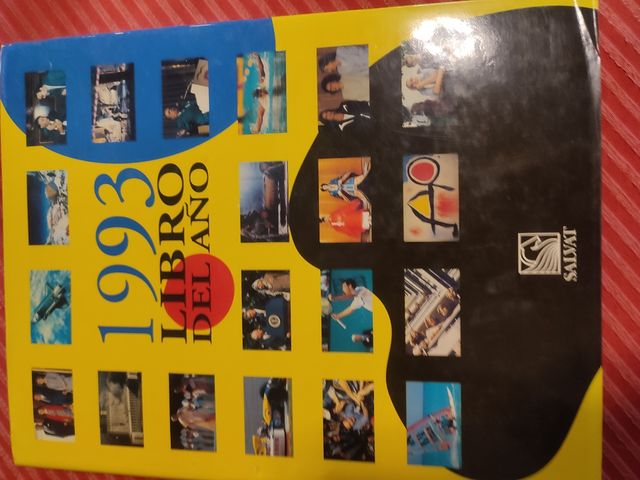 1993
LIBRO
DEL AÑO
SALVAT